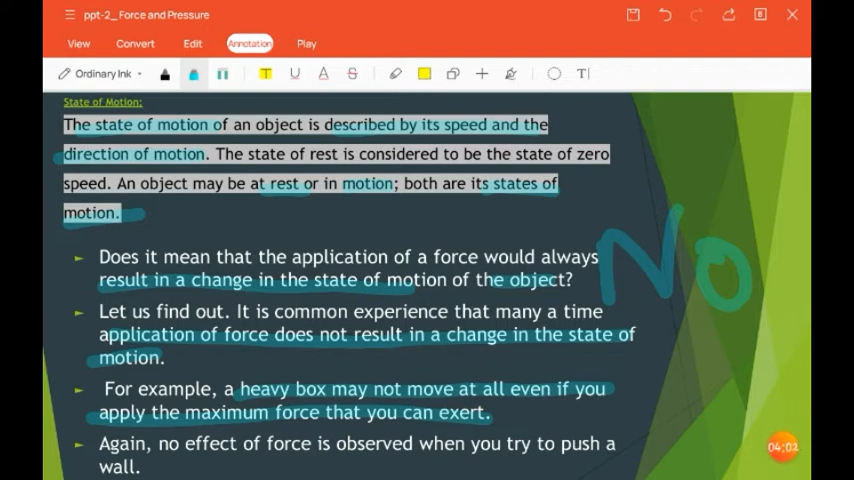 ppt-2_ Force and Pressure
View Convert Edit Annotation Play
Ordinary Ink
State of Motion:
The state of motion of an object is described by its speed and the
direction of motion. The state of rest is considered to be the state of zero
speed. An object may be at rest or in motion; both are its states of
motion.
► Does it mean that the application of a force would always
result in a change in the state of motion of the object?
NO
► Let us find out. It is common experience that many a time
application of force does not result in a change in the state of
motion.
► For example, a heavy box may not move at all even if you
apply the maximum force that you can exert.
► Again, no effect of force is observed when you try to push a
wall.
04:02